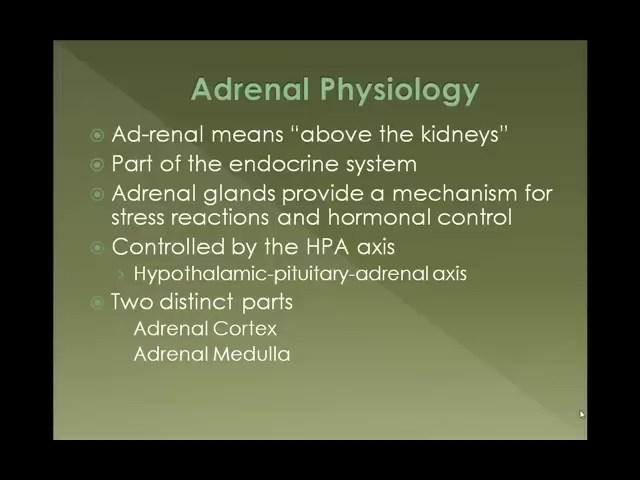 Adrenal Physiology
Ad-renal means “above the kidneys”
Part of the endocrine system
Adrenal glands provide a mechanism for
stress reactions and hormonal control
Controlled by the HPA axis
Hypothalamic-pituitary-adrenal axis
Two distinct parts
Adrenal Cortex
Adrenal Medulla